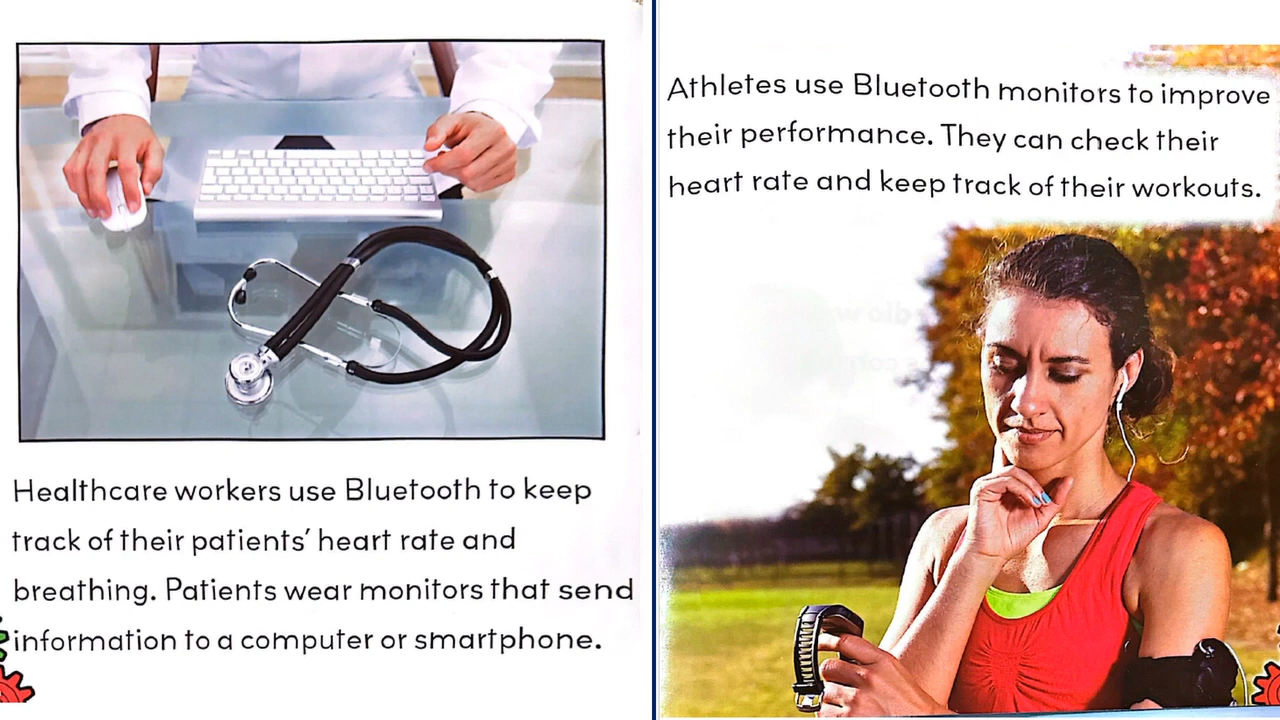 Healthcare workers use Bluetooth to keep
track of their patients' heart rate and
breathing. Patients wear monitors that send
information to a computer or smartphone.
Athletes use Bluetooth monitors to improve
their performance. They can check their
heart rate and keep track of their workouts.